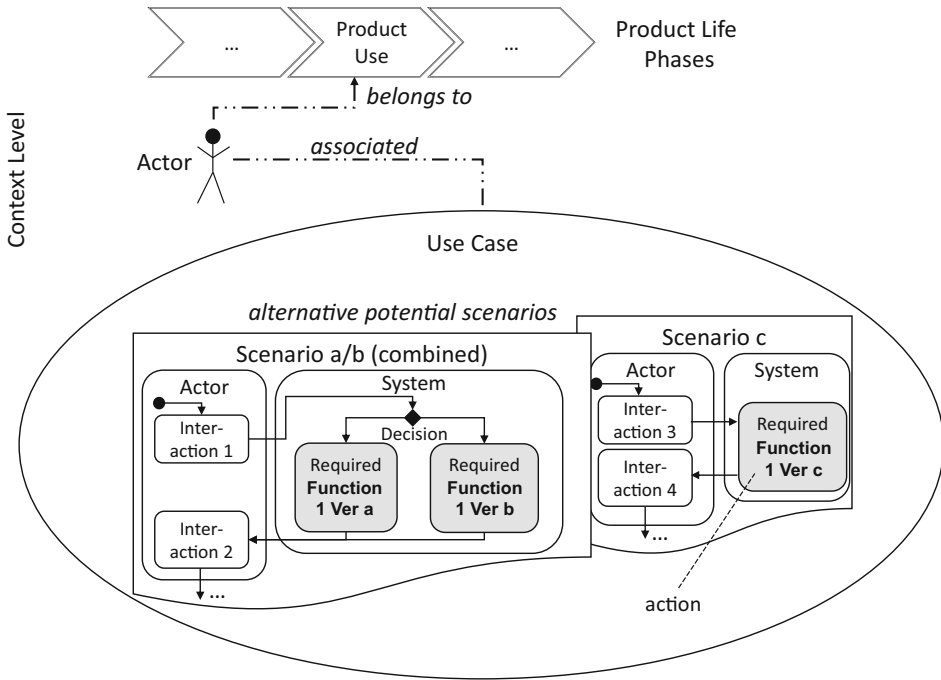 ...
Product
Use
...
Product Life
Phases
belongs to
Context Level
Actor
associated
Use Case
alternative potential scenarios
Scenario a/b (combined)
Actor
System
Inter-
action 1
Decision
Required
Function
1 Ver a
Required
Function
1 Ver b
Inter-
action 2
...
Scenario c
Actor
System
Inter-
action 3
Required
Function
1 Ver c
Inter-
action 4
...
action